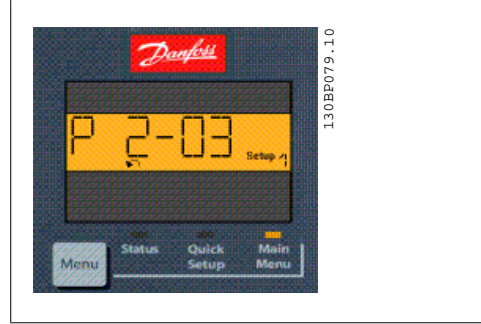 Danfoss
130BP079.10
P 2-03
Setup 1
Status
Quick Setup
Main Menu
Menu